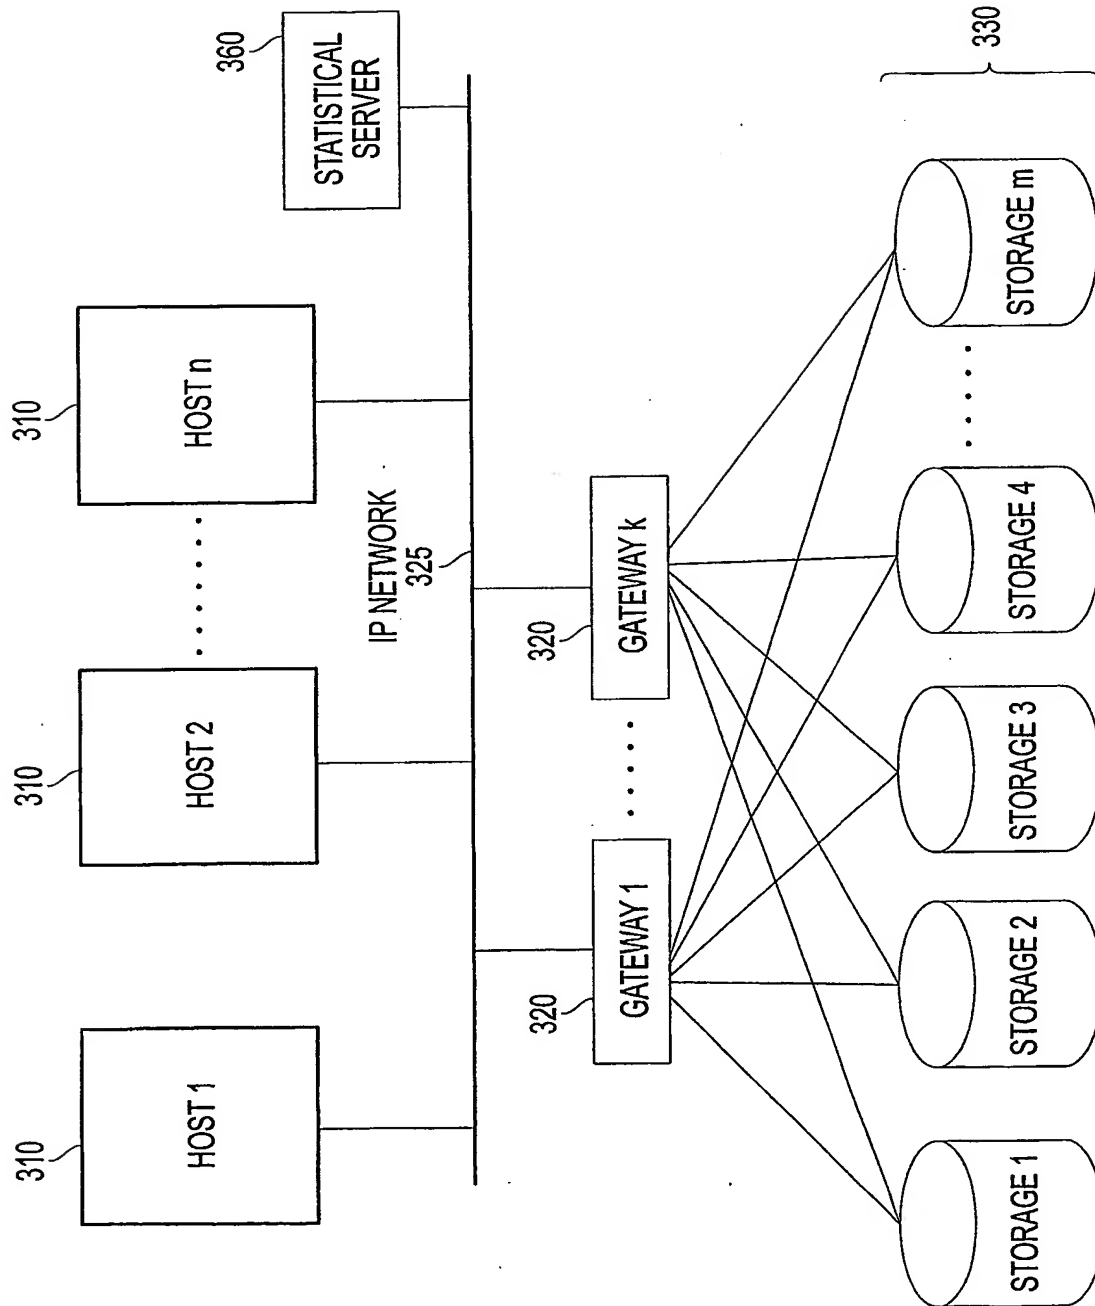 310
HOST 1
310
HOST 2
310
HOST n
360
STATISTICAL
SERVER
IP NETWORK
325
320
GATEWAY 1
320
GATEWAY k
STORAGE 1
STORAGE 2
STORAGE 3
STORAGE 4
STORAGE m
330